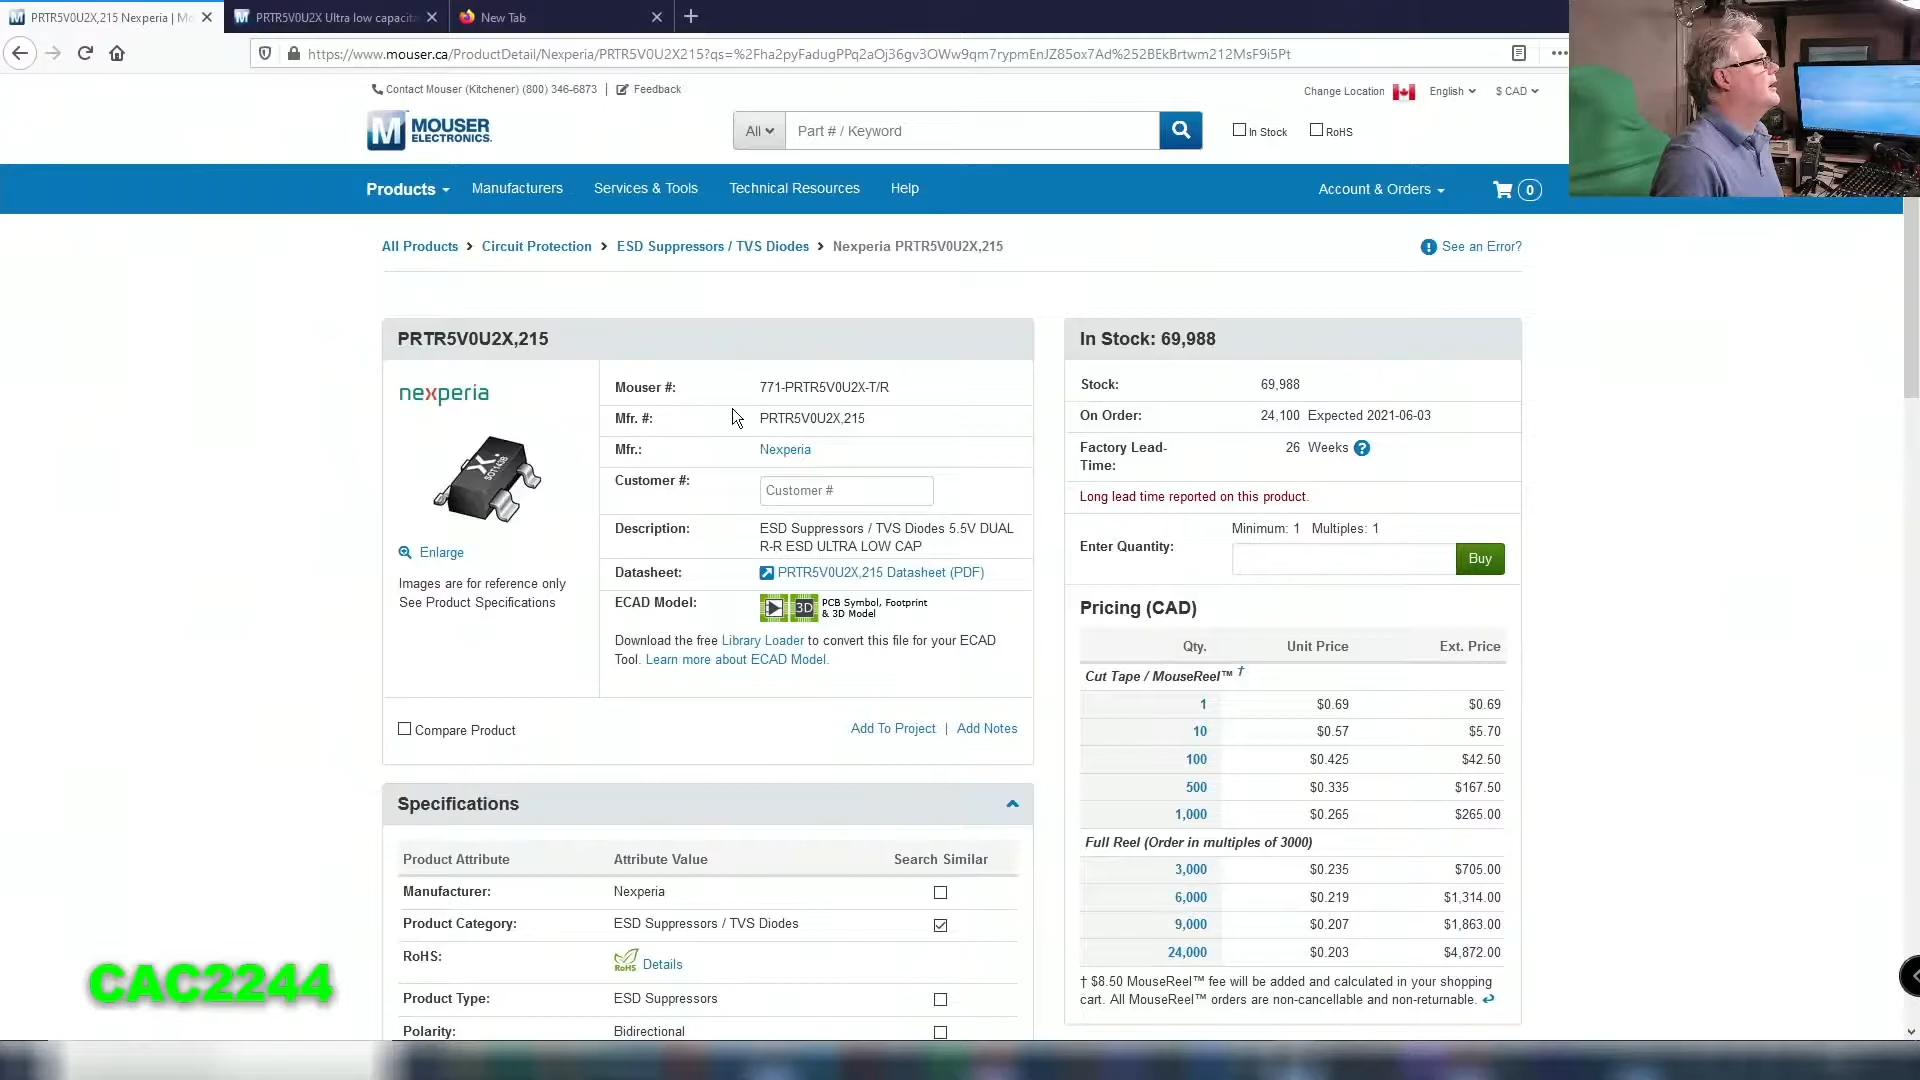 PRTR5V0U2X,215 Nexperia | Mo
PRTR5V0U2X Ultra low capacita
New Tab
https://www.mouser.ca/ProductDetail/Nexperia/PRTR5V0U2X215?qs=%2Fha2pyFadugPPq2aOj36gv3OWw9qm7rypmEnJZ85ox7Ad%252BEkBrtwm212MsF9i5Pt
Contact Mouser (Kitchener) (800) 346-6873 | Feedback
Change Location English $ CAD
M MOUSER
ELECTRONICS.
All Part # / Keyword
In Stock RoHS
Products Manufacturers Services & Tools Technical Resources Help Account & Orders 0
All Products > Circuit Protection > ESD Suppressors / TVS Diodes > Nexperia PRTR5V0U2X,215
See an Error?
PRTR5V0U2X,215
nexperia
SOT143B
Enlarge
Images are for reference only
See Product Specifications
Mouser #: 771-PRTR5V0U2X-T/R
Mfr. #: PRTR5V0U2X,215
Mfr.: Nexperia
Customer #: Customer #
Description: ESD Suppressors / TVS Diodes 5.5V DUAL
R-R ESD ULTRA LOW CAP
Datasheet: PRTR5V0U2X,215 Datasheet (PDF)
ECAD Model: 3D PCB Symbol, Footprint
& 3D Model
Download the free Library Loader to convert this file for your ECAD
Tool. Learn more about ECAD Model.
Compare Product
Add To Project | Add Notes
Specifications
Product Attribute Attribute Value Search Similar
Manufacturer: Nexperia
Product Category: ESD Suppressors / TVS Diodes
RoHS: RoHS Details
Product Type: ESD Suppressors
Polarity: Bidirectional
In Stock: 69,988
Stock: 69,988
On Order: 24,100 Expected 2021-06-03
Factory Lead-
Time: 26 Weeks
Long lead time reported on this product.
Minimum: 1 Multiples: 1
Enter Quantity: Buy
Pricing (CAD)
Qty. Unit Price Ext. Price
Cut Tape / MouseReel™ †
1 $0.69 $0.69
10 $0.57 $5.70
100 $0.425 $42.50
500 $0.335 $167.50
1,000 $0.265 $265.00
Full Reel (Order in multiples of 3000)
3,000 $0.235 $705.00
6,000 $0.219 $1,314.00
9,000 $0.207 $1,863.00
24,000 $0.203 $4,872.00
† $8.50 MouseReel™ fee will be added and calculated in your shopping
cart. All MouseReel™ orders are non-cancellable and non-returnable.
CAC2244